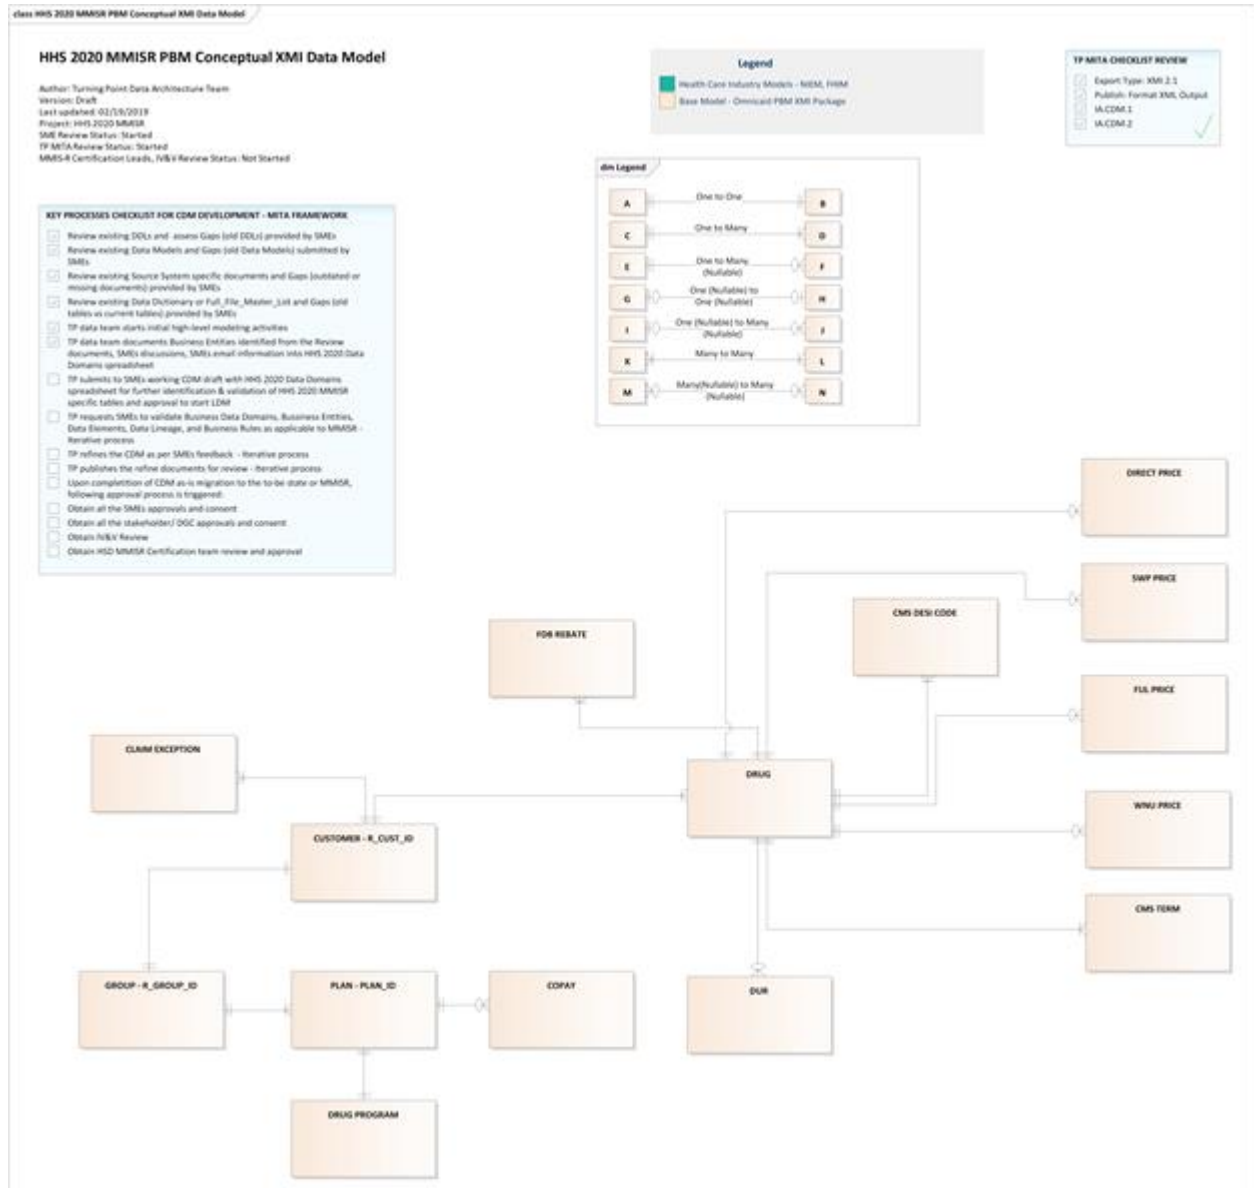 class HHS 2020 MMISR PBM Conceptual XMI Data Model
HHS 2020 MMISR PBM Conceptual XMI Data Model
Author: Turning Point Data Architecture Team
Version: Draft
Last updated: 02/19/2019
Project: HHS 2020 MMISR
SME Review Status: Started
TP MITA Review Status: Started
MMIS-R Certification Leads, IV&V Review Status: Not Started
Legend
Health Care Industry Models - NIEM, FHIM
Base Model - Omnicaid PBM XMI Package
TP MITA CHECKLIST REVIEW
Export Type: XMI 2.1
Publish: Format XML Output
IA.CDM.1
IA.CDM.2
dm Legend
A
One to One
B
C
One to Many
D
E
One to Many
(Nullable)
F
G
One (Nullable) to
One (Nullable)
H
I
One (Nullable) to Many
(Nullable)
J
K
Many to Many
L
M
Many(Nullable) to Many
(Nullable)
N
KEY PROCESSES CHECKLIST FOR CDM DEVELOPMENT - MITA FRAMEWORK
Review existing DDLs and assess Gaps (old DDLs) provided by SMEs
Review existing Data Models and Gaps (old Data Models) submitted by
SMEs
Review existing Source System specific documents and Gaps (outdated or
missing documents) provided by SMEs
Review existing Data Dictionary or Full_File_Master_List and Gaps (old
tables vs current tables) provided by SMEs
TP data team starts initial high-level modeling activities
TP data team documents Business Entities identified from the Review
documents, SMEs discussions, SMEs email information into HHS 2020 Data
Domains spreadsheet
TP submits to SMEs working CDM draft with HHS 2020 Data Domains
spreadsheet for further identification & validation of HHS 2020 MMISR
specific tables and approval to start LDM
TP requests SMEs to validate Business Data Domains, Bussiness Entities,
Data Elements, Data Lineage, and Business Rules as applicable to MMISR -
Iterative process
TP refines the CDM as per SMEs feedback - Iterative process
TP publishes the refine documents for review - Iterative process
Upon completition of CDM as-is migration to the to-be state or MMISR,
following approval process is triggered:
Obtain all the SMEs approvals and consent
Obtain all the stakeholder/ DGC approvals and consent
Obtain IV&V Review
Obtain HSD MMISR Certification team review and approval
DIRECT PRICE
SWP PRICE
CMS DESI CODE
FDB REBATE
FUL PRICE
CLAIM EXCEPTION
DRUG
WNU PRICE
CUSTOMER - R_CUST_ID
CMS TERM
GROUP - R_GROUP_ID
PLAN - PLAN_ID
COPAY
DUR
DRUG PROGRAM